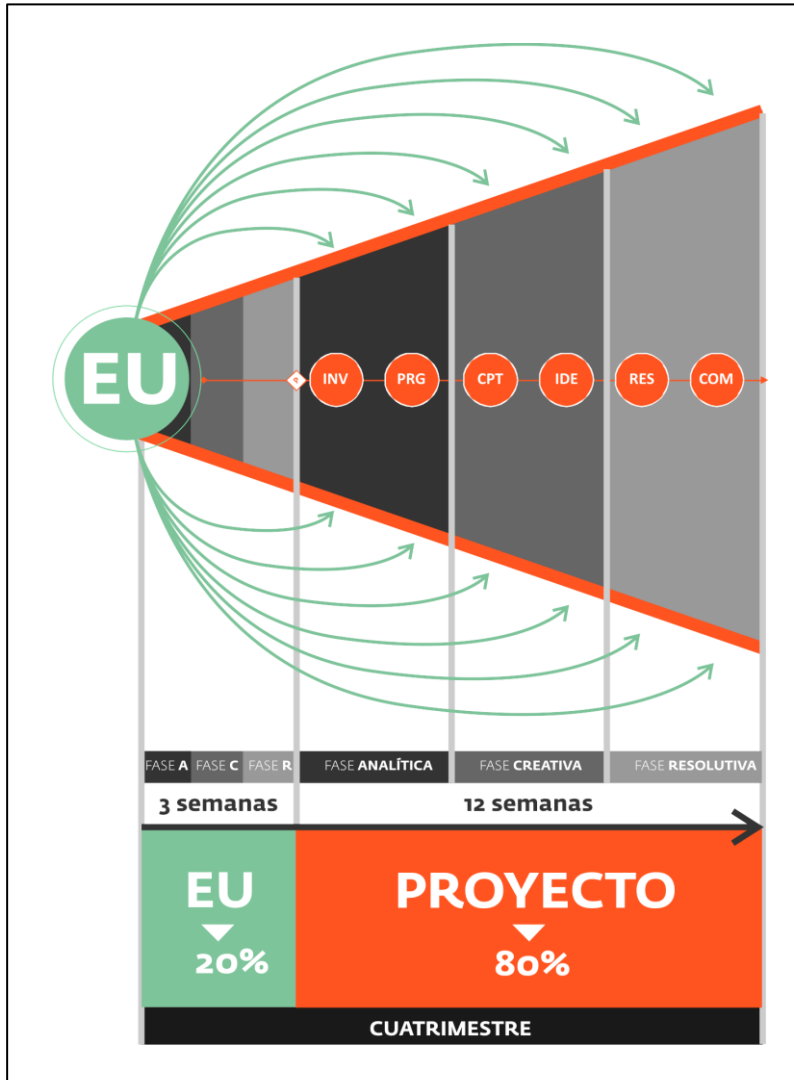 EU
INV
PRG
CPT
IDE
RES
COM
FASE A
FASE C
FASE R
FASE ANALÍTICA
FASE CREATIVA
FASE RESOLUTIVA
3 semanas
12 semanas
EU
20%
PROYECTO
80%
CUATRIMESTRE